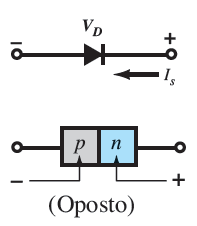 V_D
– +
I_s
p n
– +
(Oposto)